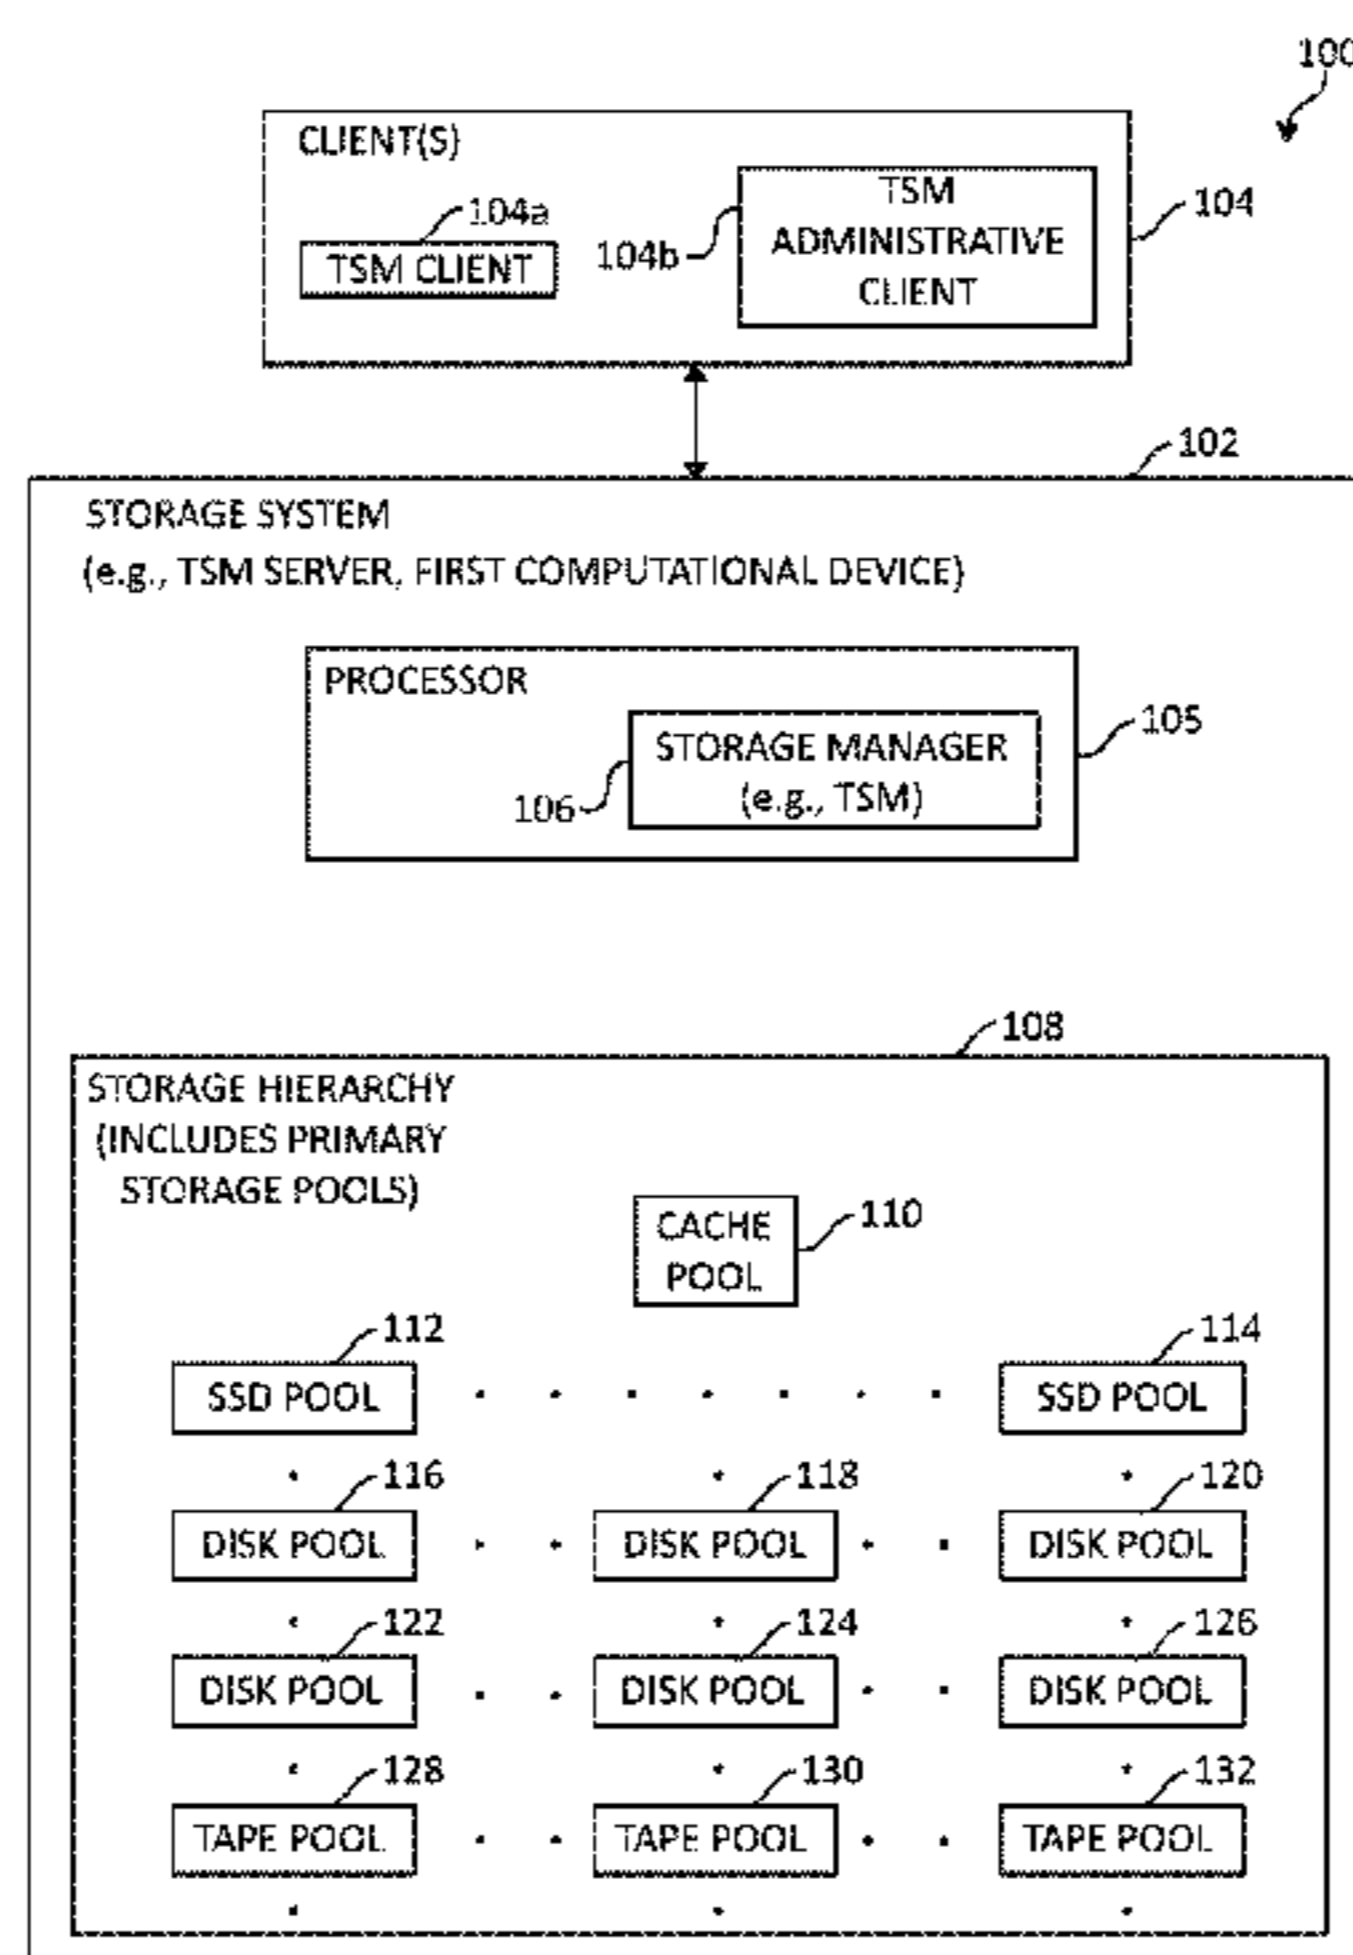 100
CLIENT(S)
104a
TSM CLIENT
104b
TSM
ADMINISTRATIVE
CLIENT
104
102
STORAGE SYSTEM
(e.g., TSM SERVER, FIRST COMPUTATIONAL DEVICE)
PROCESSOR
105
STORAGE MANAGER
(e.g., TSM)
106
108
STORAGE HIERARCHY
(INCLUDES PRIMARY
STORAGE POOLS)
CACHE
POOL
110
112
114
SSD POOL
SSD POOL
116
118
120
DISK POOL
DISK POOL
DISK POOL
122
124
126
DISK POOL
DISK POOL
DISK POOL
128
130
132
TAPE POOL
TAPE POOL
TAPE POOL